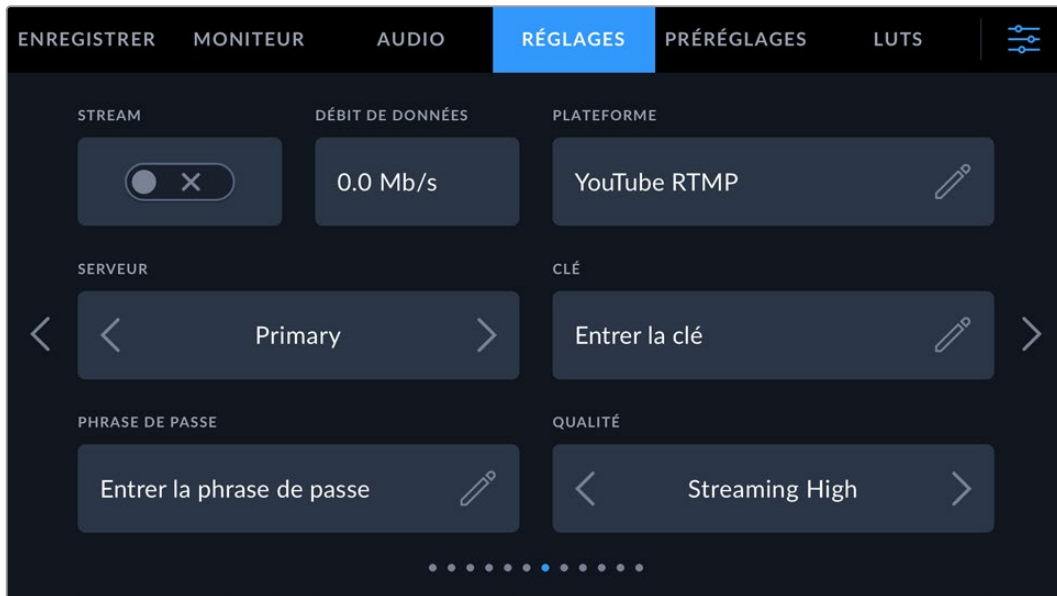 ENREGISTRER MONITEUR AUDIO RÉGLAGES PRÉRÉGLAGES LUTS
STREAM DÉBIT DE DONNÉES PLATEFORME
0.0 Mb/s YouTube RTMP
SERVEUR CLÉ
Primary Entrer la clé
PHRASE DE PASSE QUALITÉ
Entrer la phrase de passe Streaming High